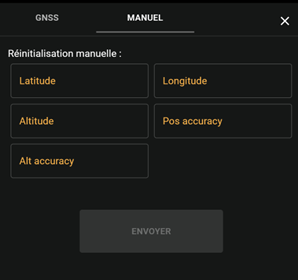 GNSS MANUEL
Réinitialisation manuelle :
Latitude Longitude
Altitude Pos accuracy
Alt accuracy
ENVOYER